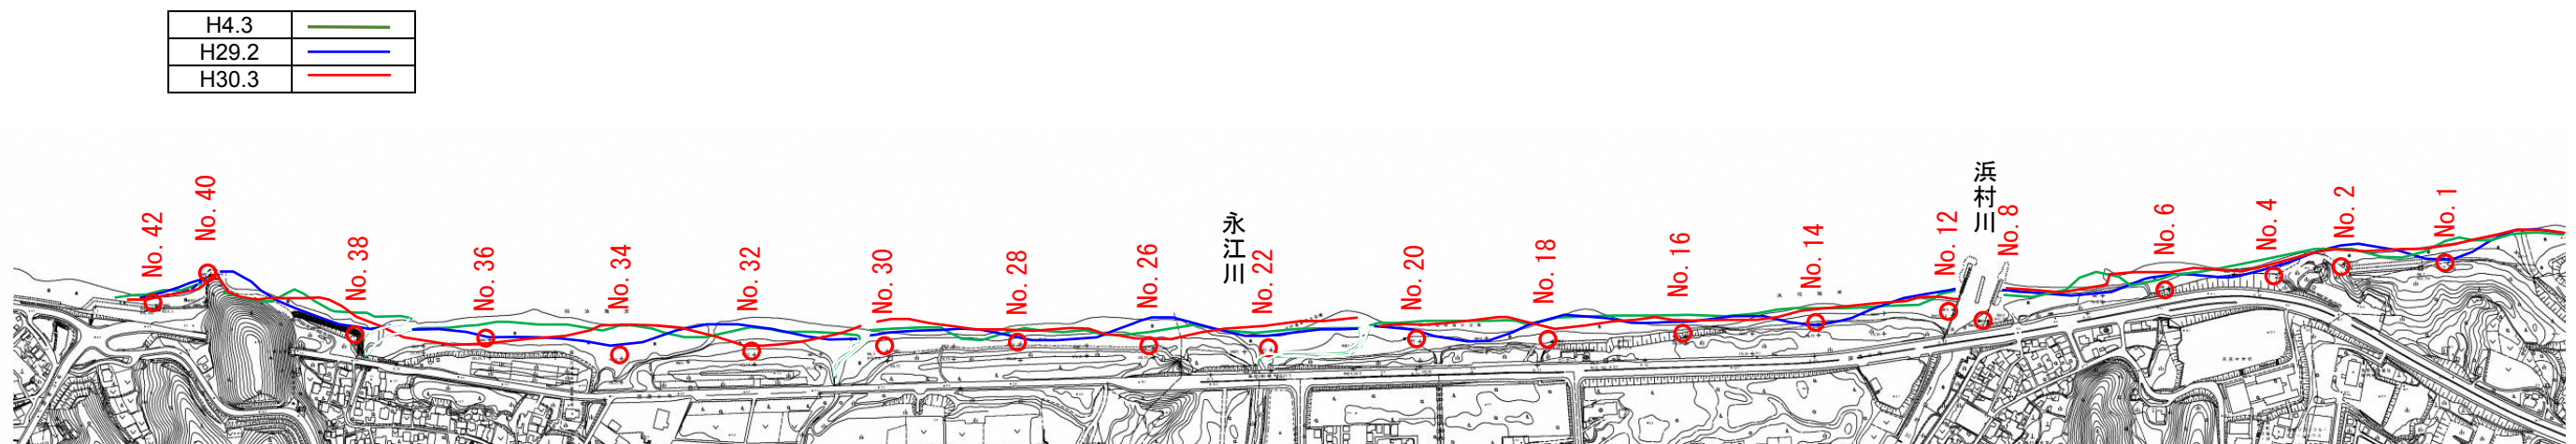 H4.3
H29.2
H30.3
No. 42
No. 40
No. 38
No. 36
No. 34
No. 32
No. 30
No. 28
No. 26
永江川
No. 22
No. 20
No. 18
No. 16
No. 14
No. 12
浜村川
No. 8
No. 6
No. 4
No. 2
No. 1